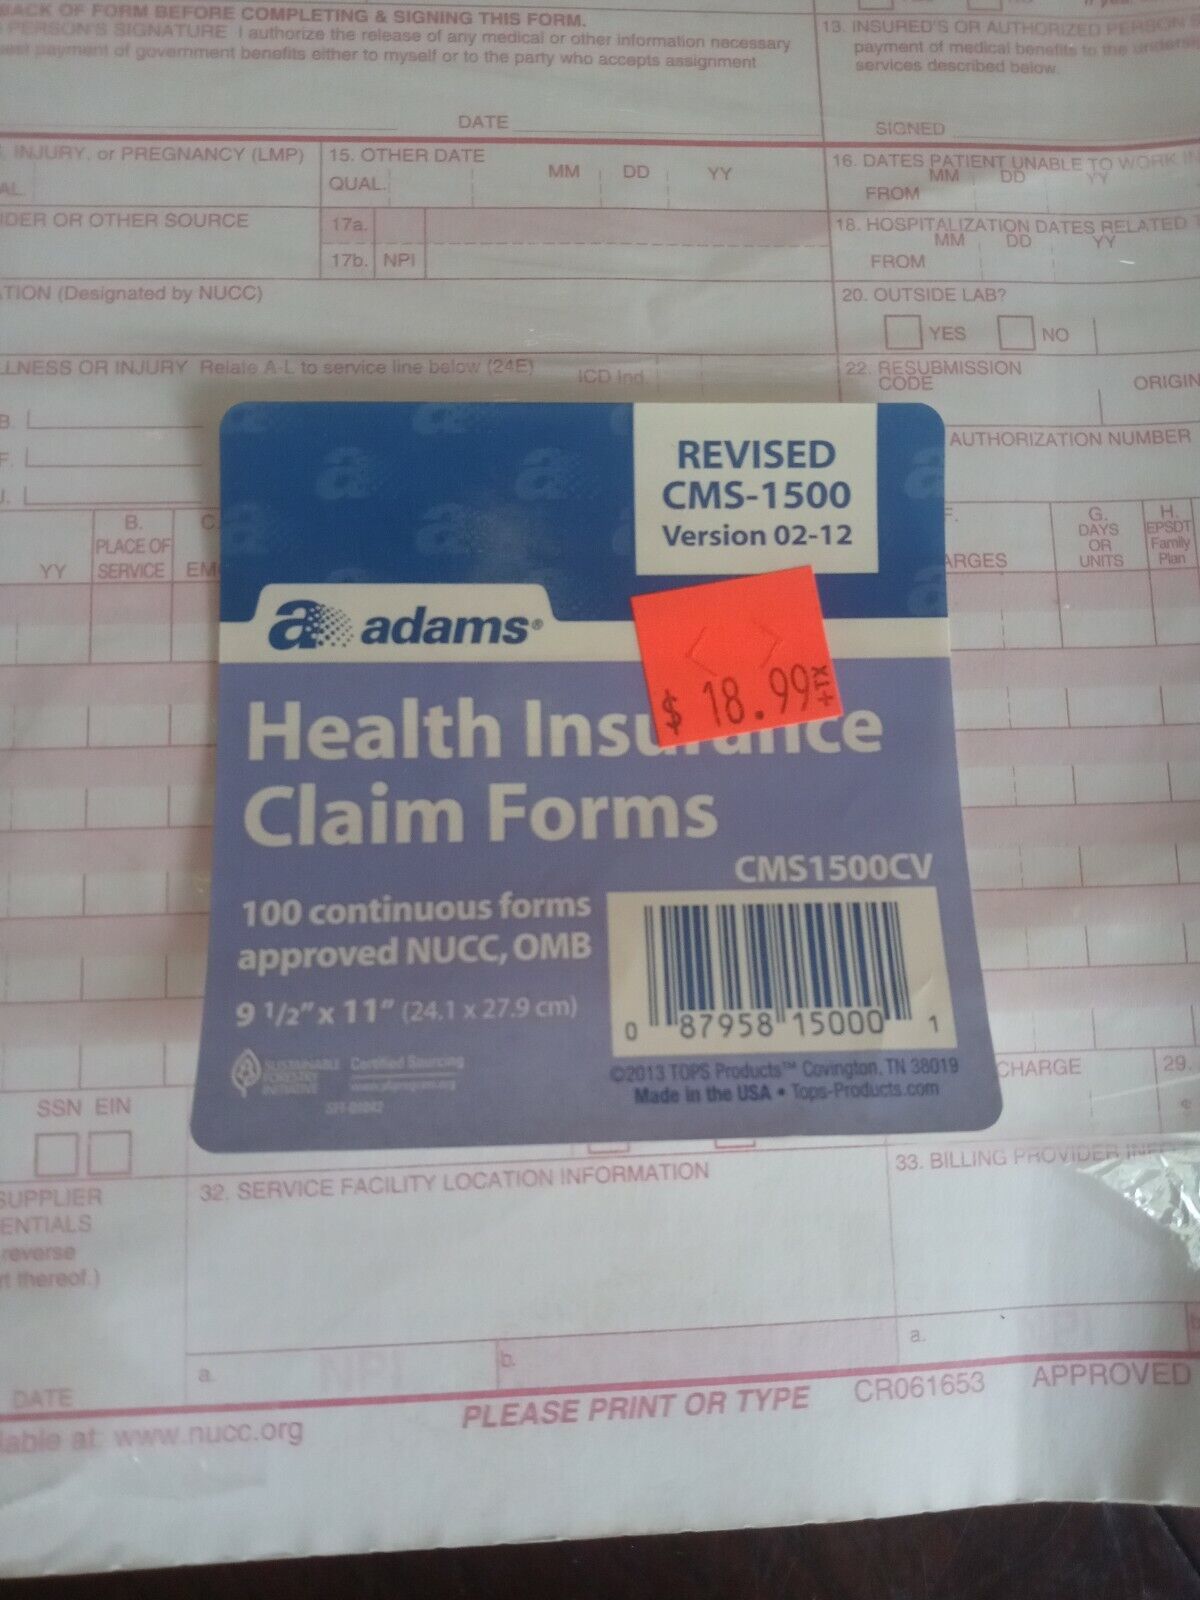 BACK OF FORM BEFORE COMPLETING & SIGNING THIS FORM.
PERSON'S SIGNATURE I authorize the release of any medical or other information necessary
payment of government benefits either to myself or to the party who accepts assignment
DATE
13. INSURED'S OR AUTHORIZED PERSON
payment of medical benefits to the
services described below.
SIGNED
INJURY, or PREGNANCY (LMP)
15. OTHER DATE
QUAL.
MM DD YY
16. DATES PATIENT UNABLE TO WORK IN
MM DD YY
FROM
OR OTHER SOURCE
17a.
17b. NPI
18. HOSPITALIZATION DATES RELATED
MM DD YY
FROM
(Designated by NUCC)
20. OUTSIDE LAB?
YES NO
OR INJURY Relate A-L to service line below (24E)
ICD Ind.
22. RESUBMISSION
CODE
B.
F.
AUTHORIZATION NUMBER
YY
B.
PLACE OF
SERVICE
C.
F.
G.
DAYS
OR
UNITS
H.
EPSDT
Family
Plan
REVISED
CMS-1500
Version 02-12
a adams®
$ 18.99
Health Insurance
Claim Forms
CMS1500CV
100 continuous forms
approved NUCC, OMB
9 1/2" x 11" (24.1 x 27.9 cm)
SUSTAINABLE
FORESTRY
INITIATIVE
Certified Sourcing
0 87958 15000 1
©2013 TOPS Products™ Covington, TN 38019
Made in the USA • Tops-Products.com
CHARGE
29.
SSN EIN
SUPPLIER
reverse
thereof.)
32. SERVICE FACILITY LOCATION INFORMATION
33. BILLING PROVIDER
a. NPI
b.
a. NPI
DATE
at: www.nucc.org
PLEASE PRINT OR TYPE
CR061653
APPROVED